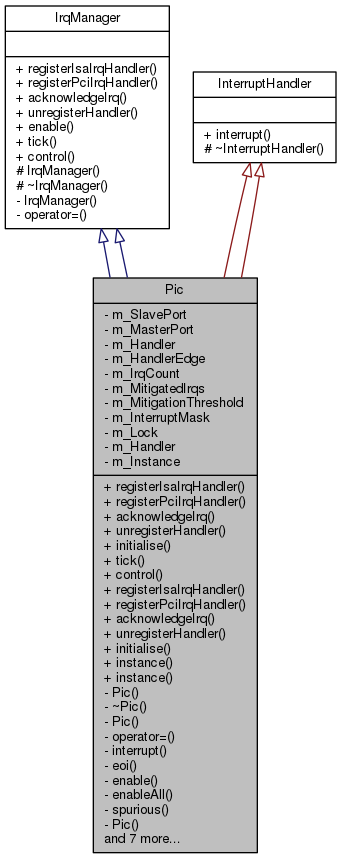 IrqManager
+ registerIsaIrqHandler()
+ registerPciIrqHandler()
+ acknowledgeIrq()
+ unregisterHandler()
+ enable()
+ tick()
+ control()
# IrqManager()
# ~IrqManager()
- IrqManager()
- operator=()
InterruptHandler
+ interrupt()
# ~InterruptHandler()
Pic
- m_SlavePort
- m_MasterPort
- m_Handler
- m_HandlerEdge
- m_IrqCount
- m_MitigatedIrqs
- m_MitigationThreshold
- m_InterruptMask
- m_Lock
- m_Handler
- m_Instance
+ registerIsaIrqHandler()
+ registerPciIrqHandler()
+ acknowledgeIrq()
+ unregisterHandler()
+ initialise()
+ tick()
+ control()
+ registerIsaIrqHandler()
+ registerPciIrqHandler()
+ acknowledgeIrq()
+ unregisterHandler()
+ initialise()
+ instance()
+ instance()
- Pic()
- ~Pic()
- Pic()
- operator=()
- interrupt()
- eoi()
- enable()
- enableAll()
- spurious()
- Pic()
and 7 more...